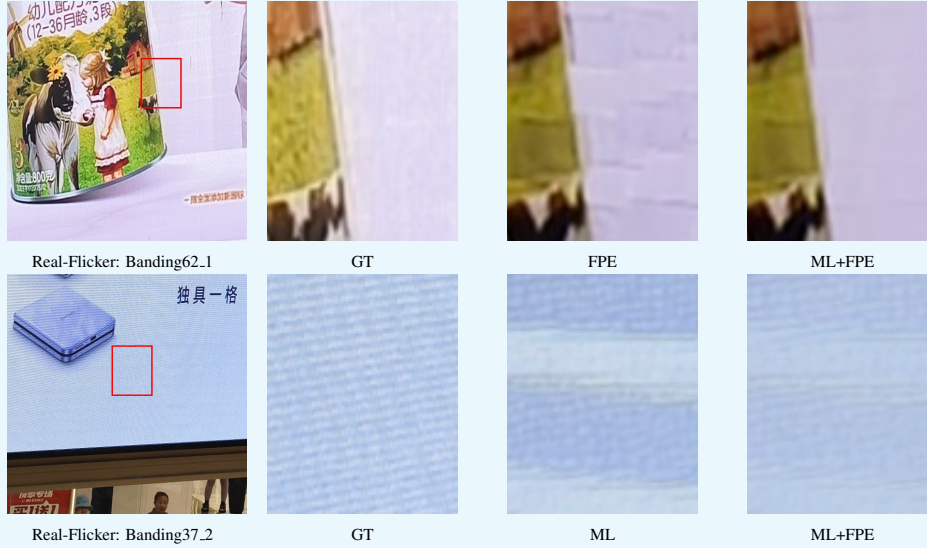 幼儿配方
(12-36月龄,3段)
3
净含量:800克
Real-Flicker: Banding62_1
GT
FPE
ML+FPE
独具一格
Real-Flicker: Banding37_2
GT
ML
ML+FPE